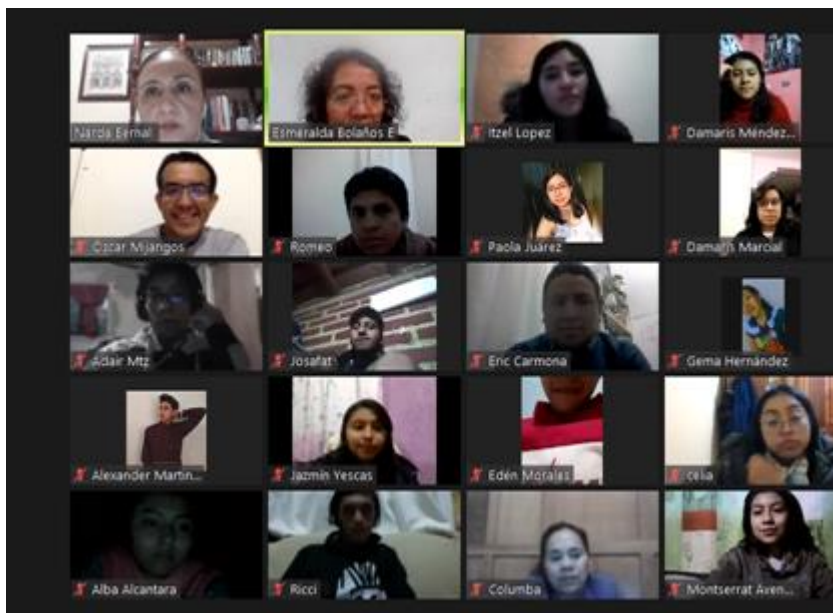 Narda Bernal
Esmeralda Bolaños E
Itzel Lopez
Damaris Méndez...
Oscar Mijangos
Romeo
Paola Juárez
Damaris Marcial
Adair Mtz
Josafat
Eric Carmona
Gema Hernández
Alexander Martin...
Jazmín Yescas
Edén Morales
celia
Alba Alcantara
Ricci
Columba
Montserrat Aven...